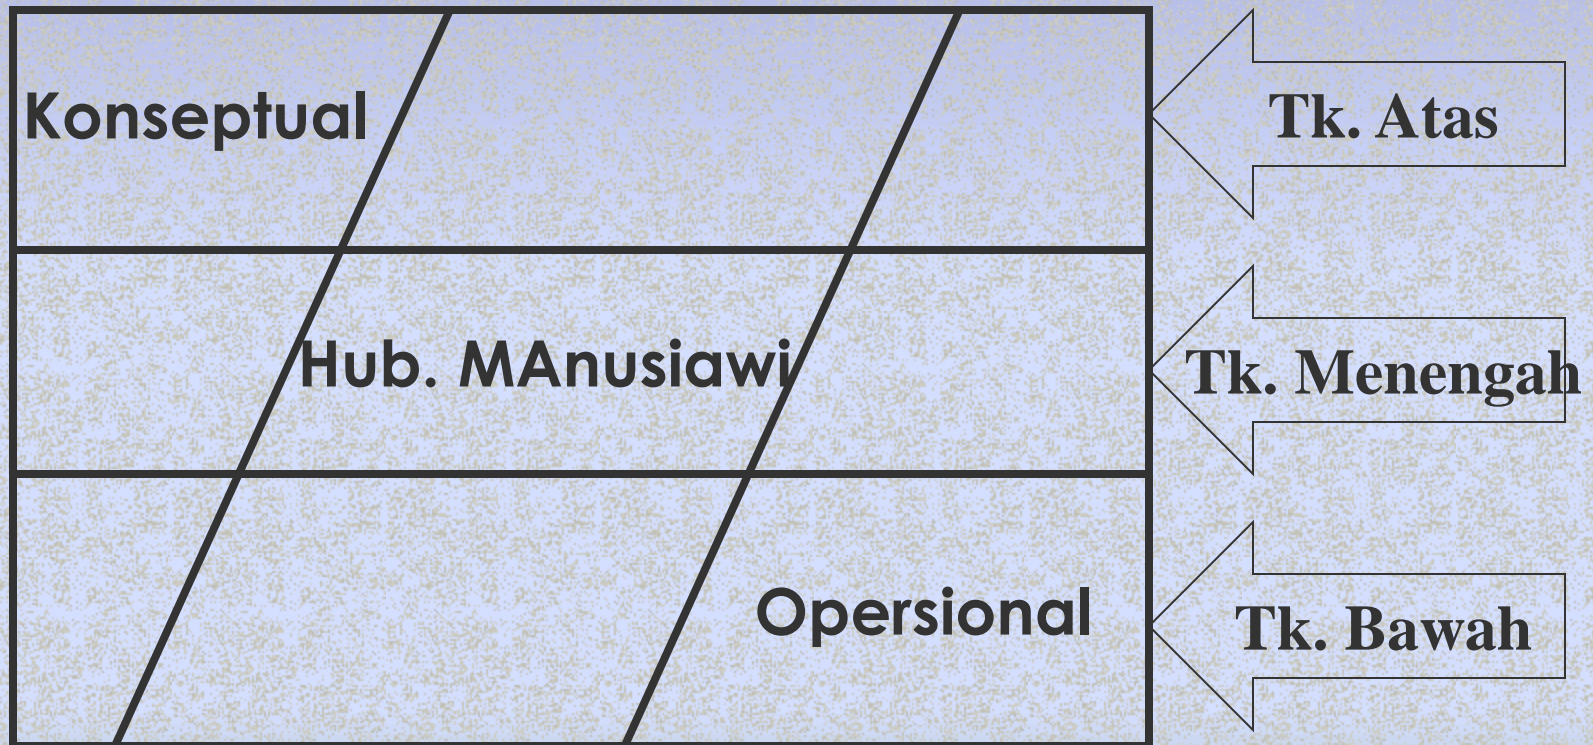 Konseptual
Tk. Atas
Hub. MAnusiawi
Tk. Menengah
Opersional
Tk. Bawah